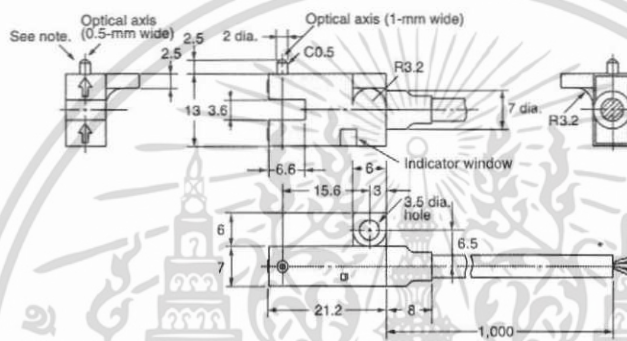 See note.
Optical axis
(0.5-mm wide)
2.5
2.5
2 dia.
Optical axis (1-mm wide)
C0.5
R3.2
13
3.6
7 dia.
R3.2
Indicator window
6.6
6
15.6
3
3.5 dia.
hole
6
7
6.5
21.2
8
1,000